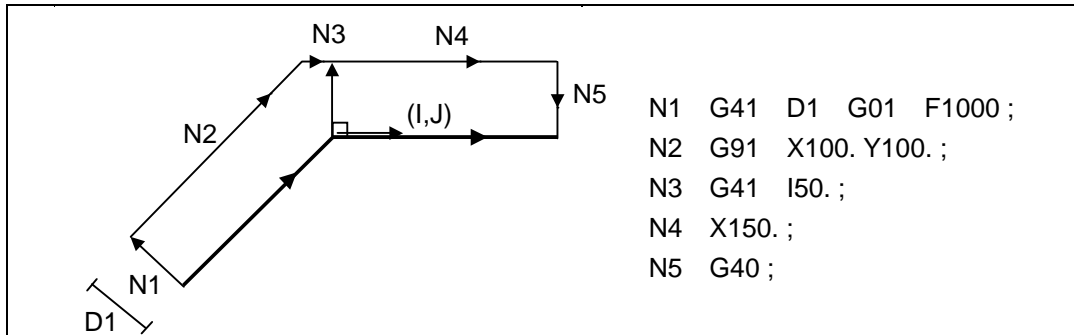 N3
N4
N5
(I,J)
N2
N1
D1
N1 G41 D1 G01 F1000 ;
N2 G91 X100. Y100. ;
N3 G41 I50. ;
N4 X150. ;
N5 G40 ;